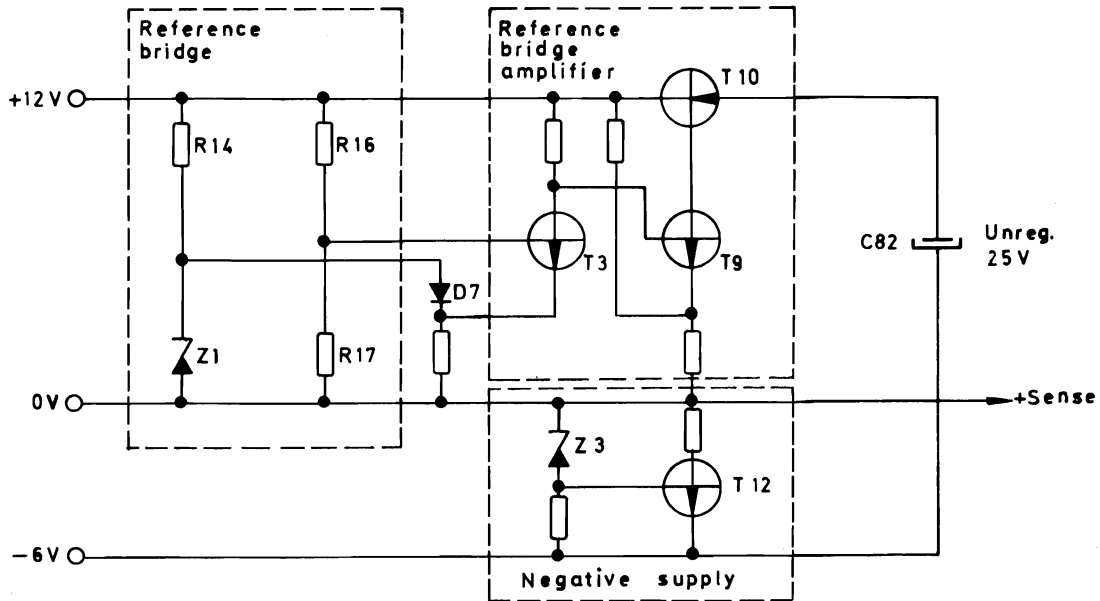 Reference
bridge
Reference
bridge
amplifier
T10
+12V
R14
R16
T3
T9
C82
Unreg.
25V
D7
Z1
R17
0V
+Sense
Z3
T12
-6V
Negative supply